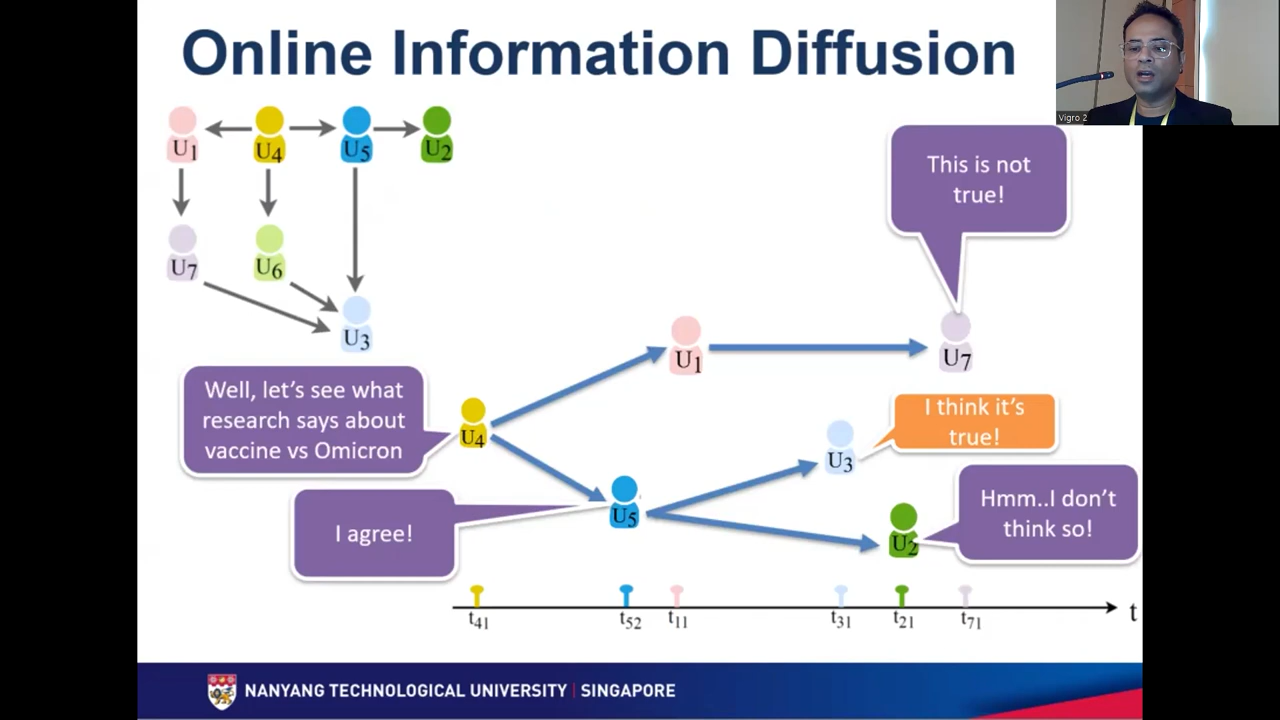 Online Information Diffusion
Vigro 2
U1
U4
U5
U2
U7
U6
U3
This is not
true!
U1
U7
Well, let’s see what
research says about
vaccine vs Omicron
U4
I think it’s
true!
U3
I agree!
U5
Hmm..I don’t
think so!
U2
t41
t52
t11
t31
t21
t71
t
NANYANG TECHNOLOGICAL UNIVERSITY | SINGAPORE